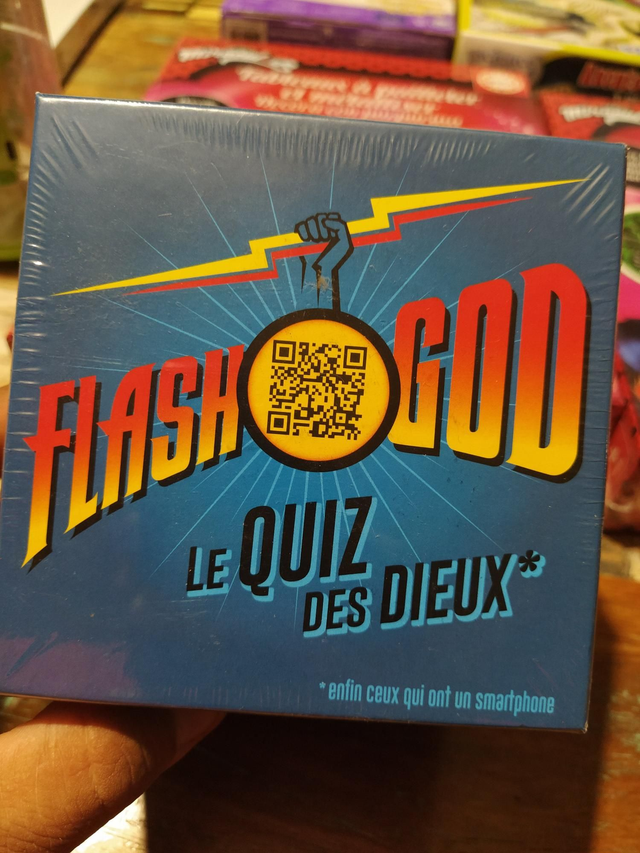 FLASH GOD
LE QUIZ
DES DIEUX*
*enfin ceux qui ont un smartphone